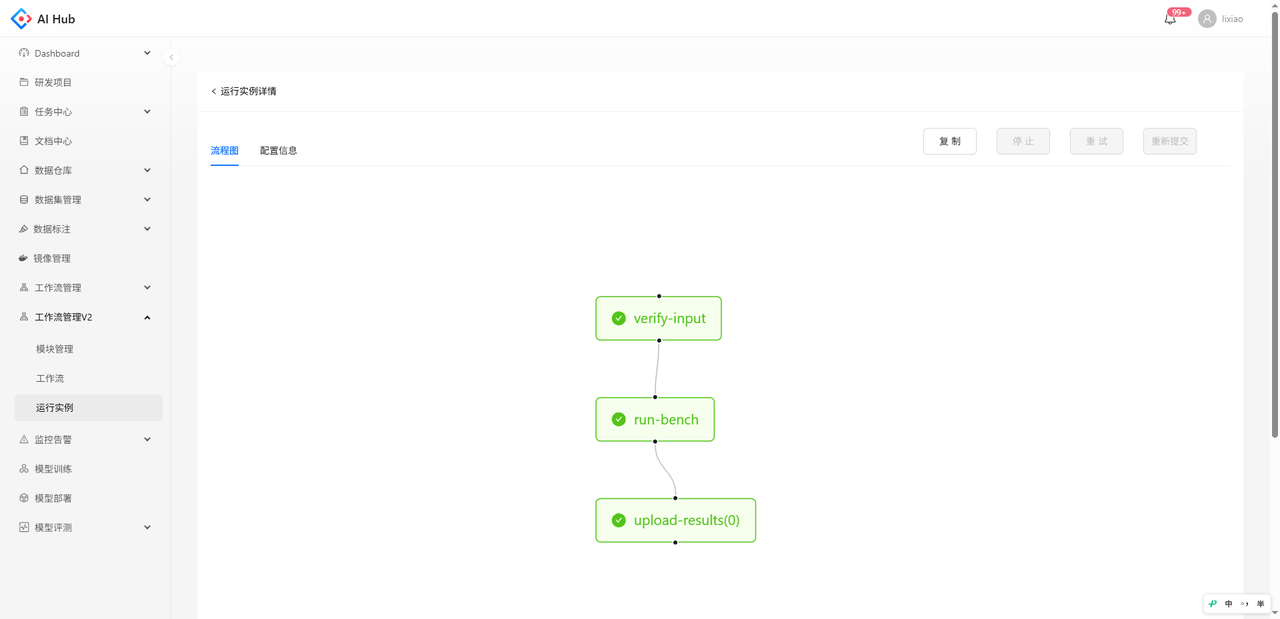 AI Hub
99+
lixiao
Dashboard
研发项目
任务中心
文档中心
数据仓库
数据集管理
数据标注
镜像管理
工作流管理
工作流管理V2
模块管理
工作流
运行实例
监控告警
模型训练
模型部署
模型评测
运行实例详情
流程图
配置信息
复 制
停 止
重 试
重新提交
verify-input
run-bench
upload-results(0)
中
半